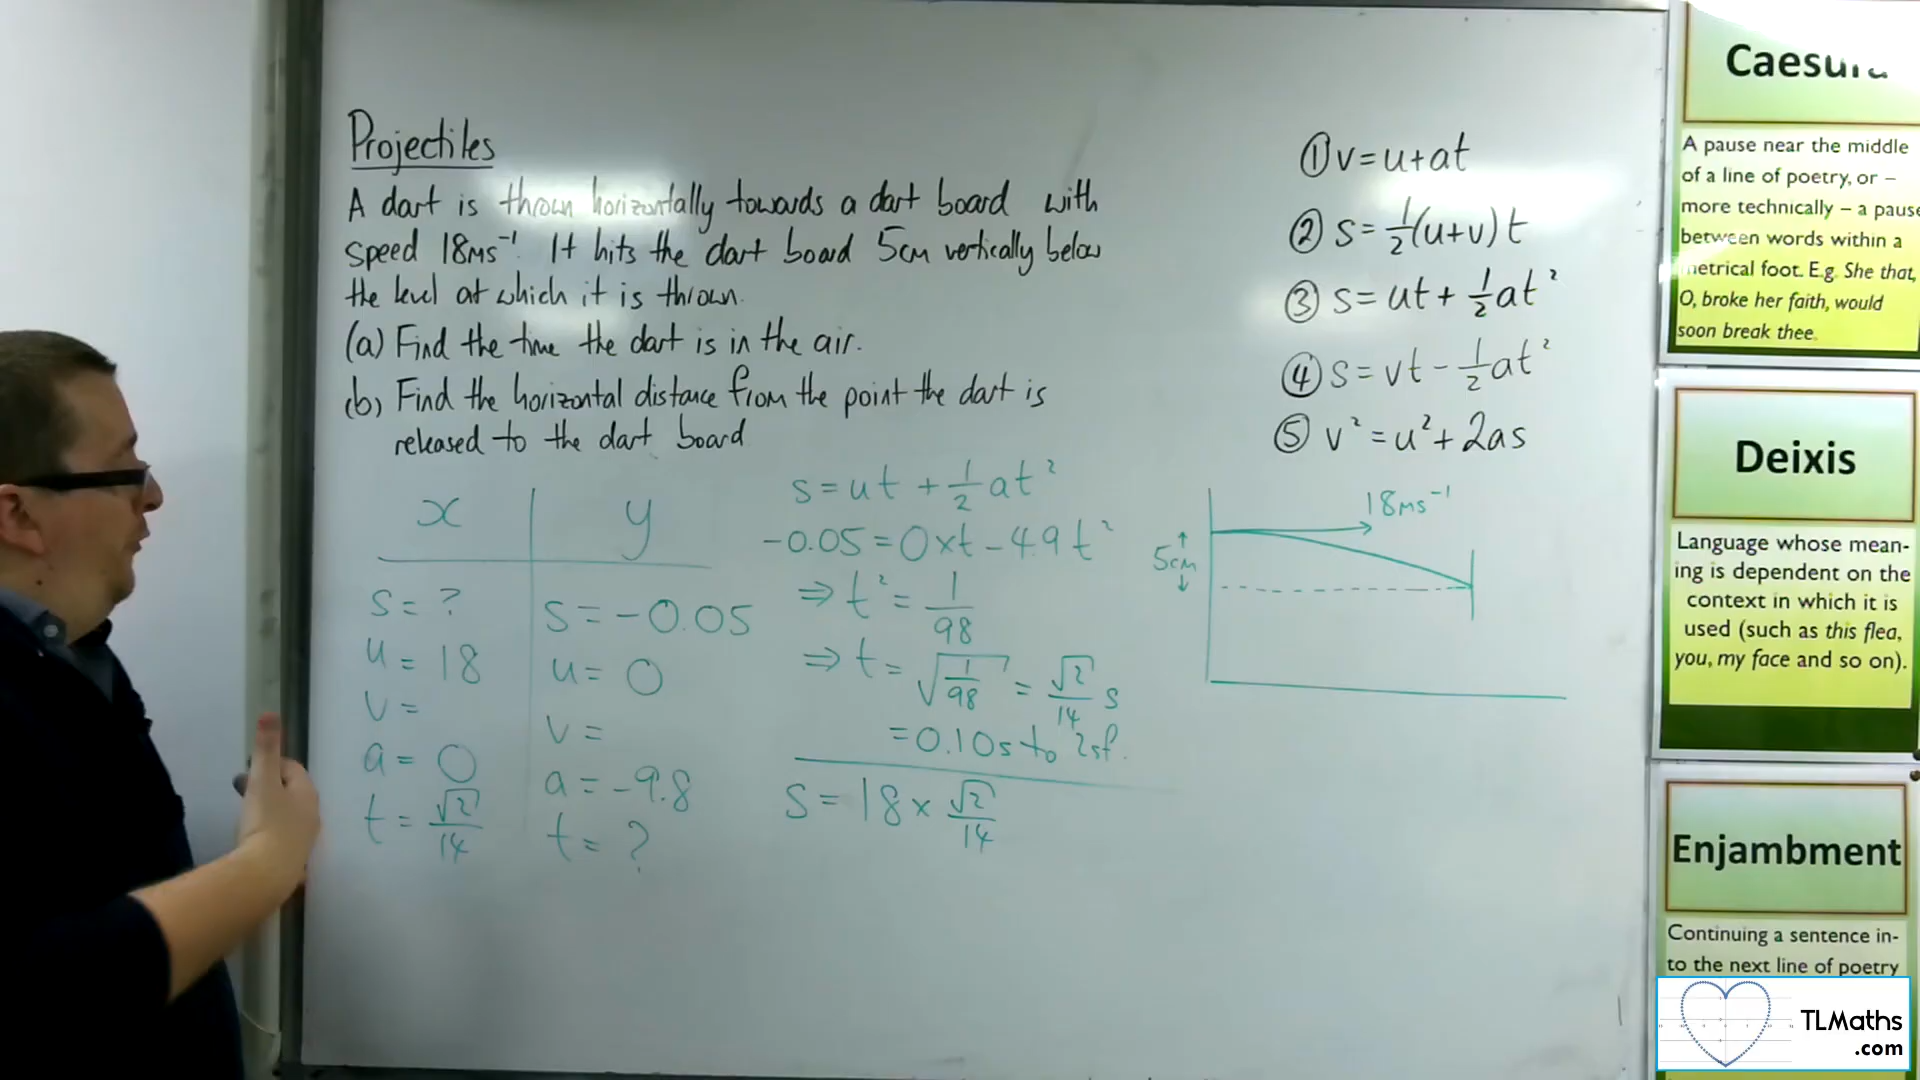 Projectiles
A dart is thrown horizontally towards a dart board with
speed 18ms⁻¹. It hits the dart board 5cm vertically below
the level at which it is thrown.
(a) Find the time the dart is in the air.
(b) Find the horizontal distance from the point the dart is
released to the dart board
① v=u+at
② s=½(u+v)t
③ s=ut+½at²
④ s=vt-½at²
⑤ v²=u²+2as
x
s=?
u=18
v=
a=0
t=√2/14
y
s=-0.05
u=0
v=
a=-9.8
t=?
s=ut+½at²
-0.05=0×t-4.9t²
⇒t²=1/98
⇒t=√(1/98)=√2/14 s
=0.10s to 2sf.
S=18×√2/14
18ms⁻¹
5cm
Caesura
A pause near the middle
of a line of poetry, or –
more technically – a pause
between words within a
metrical foot. E.g. She that,
O, broke her faith, would
soon break thee.
Deixis
Language whose mean-
ing is dependent on the
context in which it is
used (such as this flea,
you, my face and so on).
Enjambment
Continuing a sentence in-
to the next line of poetry
TLMaths
.com